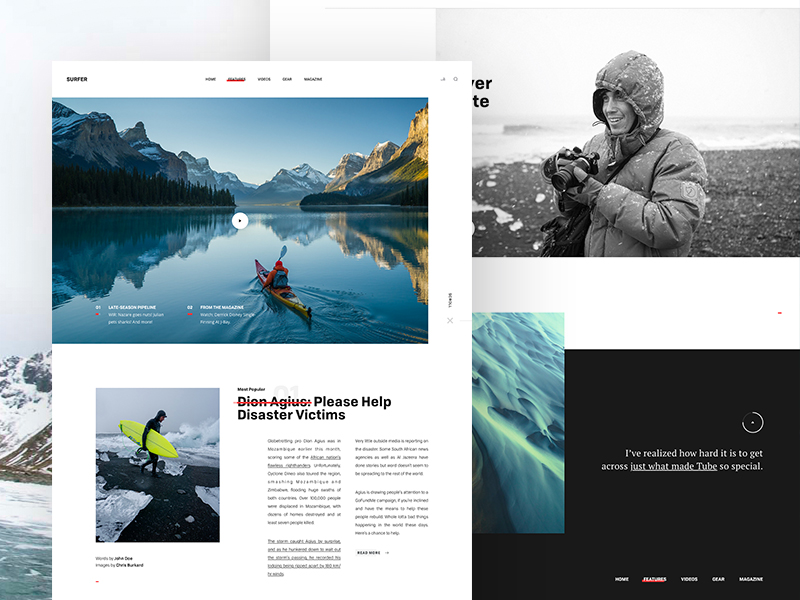 SURFER
HOME FEATURES VIDEOS GEAR MAGAZINE
01 LATE-SEASON PIPELINE
Will Nazare goes nuts! Julian
pets sharks! And more!
02 FROM THE MAGAZINE
Watch: Derrick Disney Single
Finning At J-Bay.
SCROLL
Most Popular
01
Dion Agius: Please Help
Disaster Victims
Globetrotting pro Dion Agius was in
Mozambique earlier this month,
scoring some of the African nation's
flawless righthanders. Unfortunately,
Cyclone Desmo also toured the region,
smashing Mozambique and
Zimbabwe, flooding huge swaths of
both countries. Over 100,000 people
were displaced in Mozambique, with
dozens of homes destroyed and at
least seven people killed.
The storm caught Agius by surprise,
and as he hunkered down to wait out
the storm's passing, he recorded his
lodging being ripped apart by 180 km/
hr winds.
Very little outside media is reporting on
the disaster. Some South African news
agencies as well as Al Jazeera have
done stories but word doesn't seem to
be spreading to the rest of the world.
Agius is drawing people's attention to a
GoFundMe campaign, if you're inclined
and have the means to help these
people rebuild. Whole lotta bad things
happening in the world these days.
Here's a chance to help.
READ MORE
Words by John Doe
Images by Chris Burkard
ver
te
I've realized how hard it is to get
across just what made Tube so special.
HOME FEATURES VIDEOS GEAR MAGAZINE